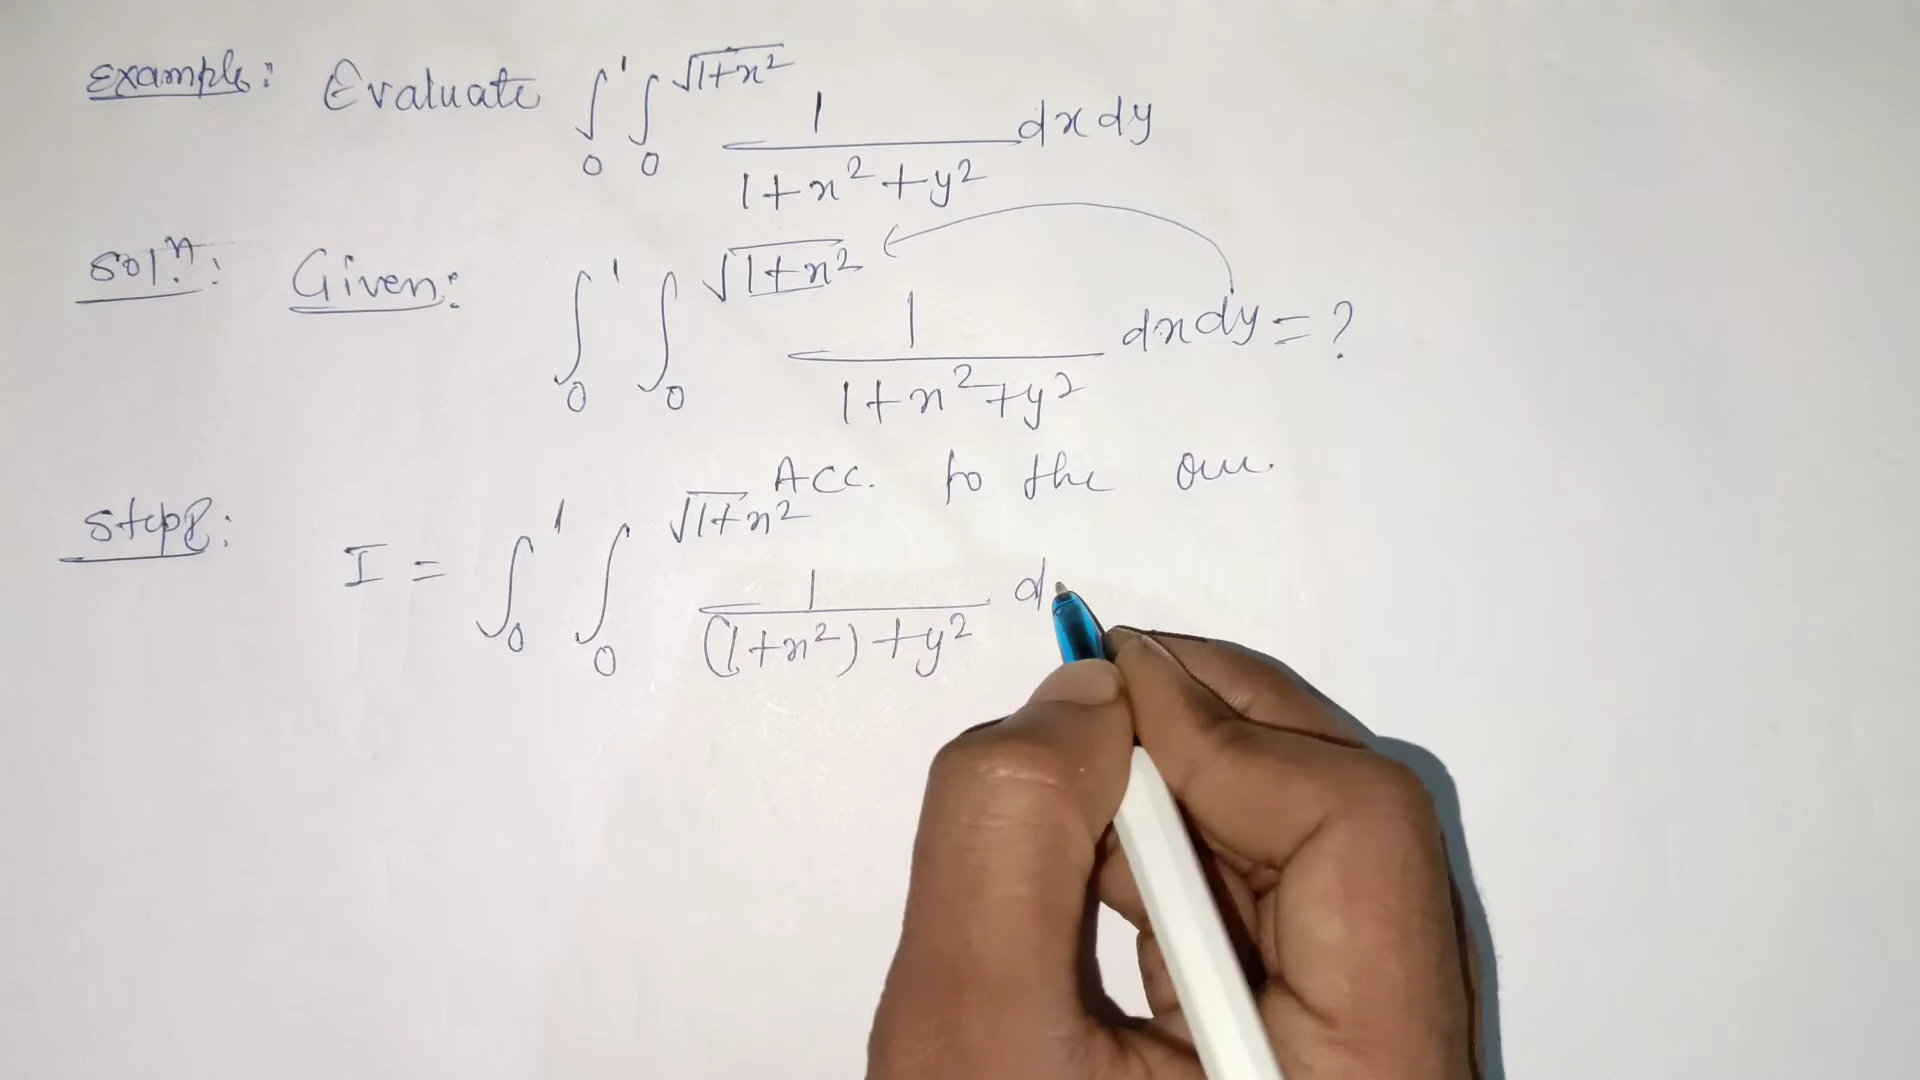 Example: Evaluate ∫₀¹ ∫₀^√(1+x²) 1/(1+x²+y²) dx dy
Solⁿ: Given: ∫₀¹ ∫₀^√(1+x²) 1/(1+x²+y²) dx dy = ?
Acc. to the que.
Step I: I = ∫₀¹ ∫₀^√(1+x²) 1/((1+x²)+y²) d